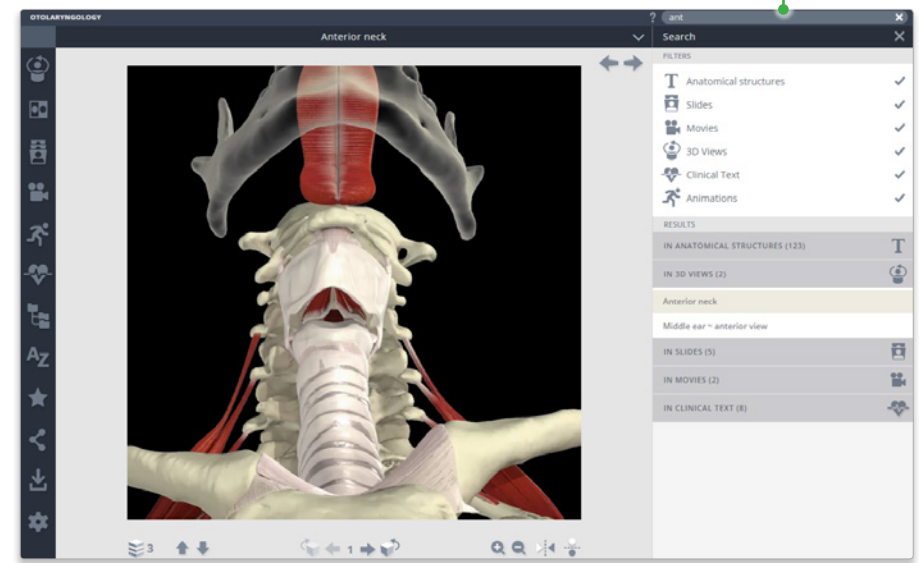 OTOLARYNGOLOGY
? ant
Anterior neck
Search
FILTERS
Anatomical structures
Slides
Movies
3D Views
Clinical Text
Animations
RESULTS
IN ANATOMICAL STRUCTURES (123)
IN 3D VIEWS (2)
Anterior neck
Middle ear ~ anterior view
IN SLIDES (5)
IN MOVIES (2)
IN CLINICAL TEXT (8)
AZ
3
1